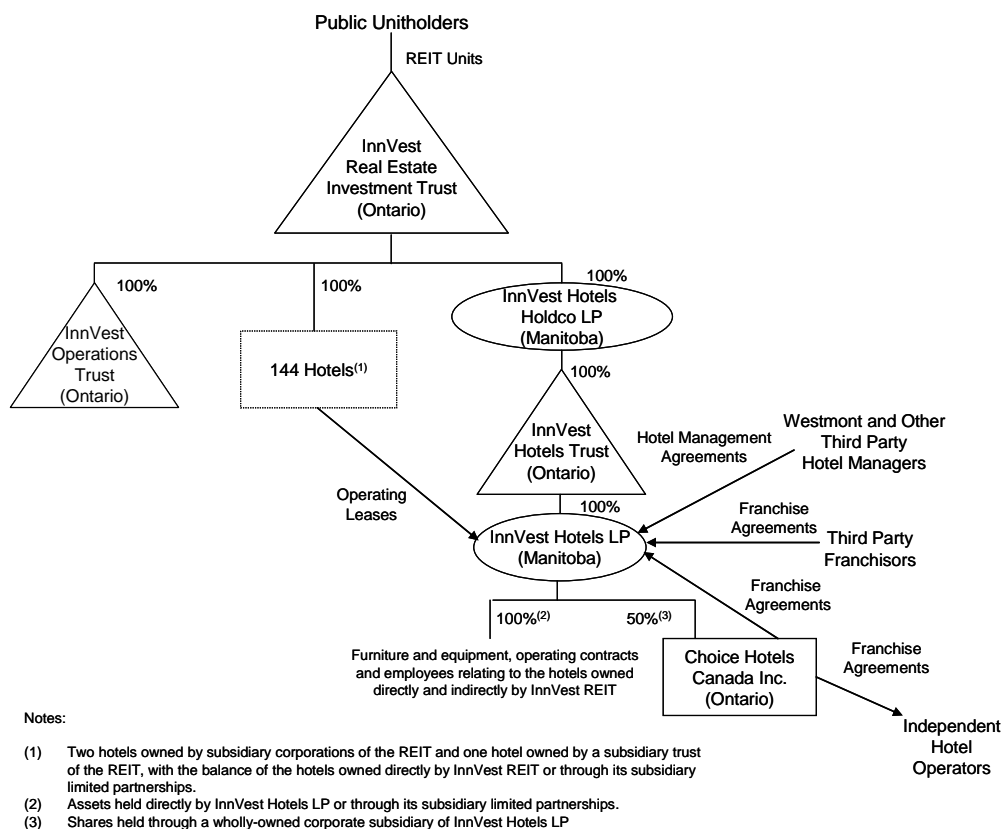 Public Unitholders
REIT Units
InnVest
Real Estate
Investment Trust
(Ontario)
100%
100%
100%
InnVest
Operations
Trust
(Ontario)
144 Hotels(1)
InnVest Hotels
Holdco LP
(Manitoba)
100%
InnVest
Hotels Trust
(Ontario)
Hotel Management
Agreements
Westmont and Other
Third Party
Hotel Managers
Operating
Leases
100%
InnVest Hotels LP
(Manitoba)
Franchise
Agreements
Third Party
Franchisors
Franchise
Agreements
100%(2)
50%(3)
Furniture and equipment, operating contracts
and employees relating to the hotels owned
directly and indirectly by InnVest REIT
Choice Hotels
Canada Inc.
(Ontario)
Franchise
Agreements
Independent
Hotel
Operators
Notes:
(1) Two hotels owned by subsidiary corporations of the REIT and one hotel owned by a subsidiary trust
of the REIT, with the balance of the hotels owned directly by InnVest REIT or through its subsidiary
limited partnerships.
(2) Assets held directly by InnVest Hotels LP or through its subsidiary limited partnerships.
(3) Shares held through a wholly-owned corporate subsidiary of InnVest Hotels LP